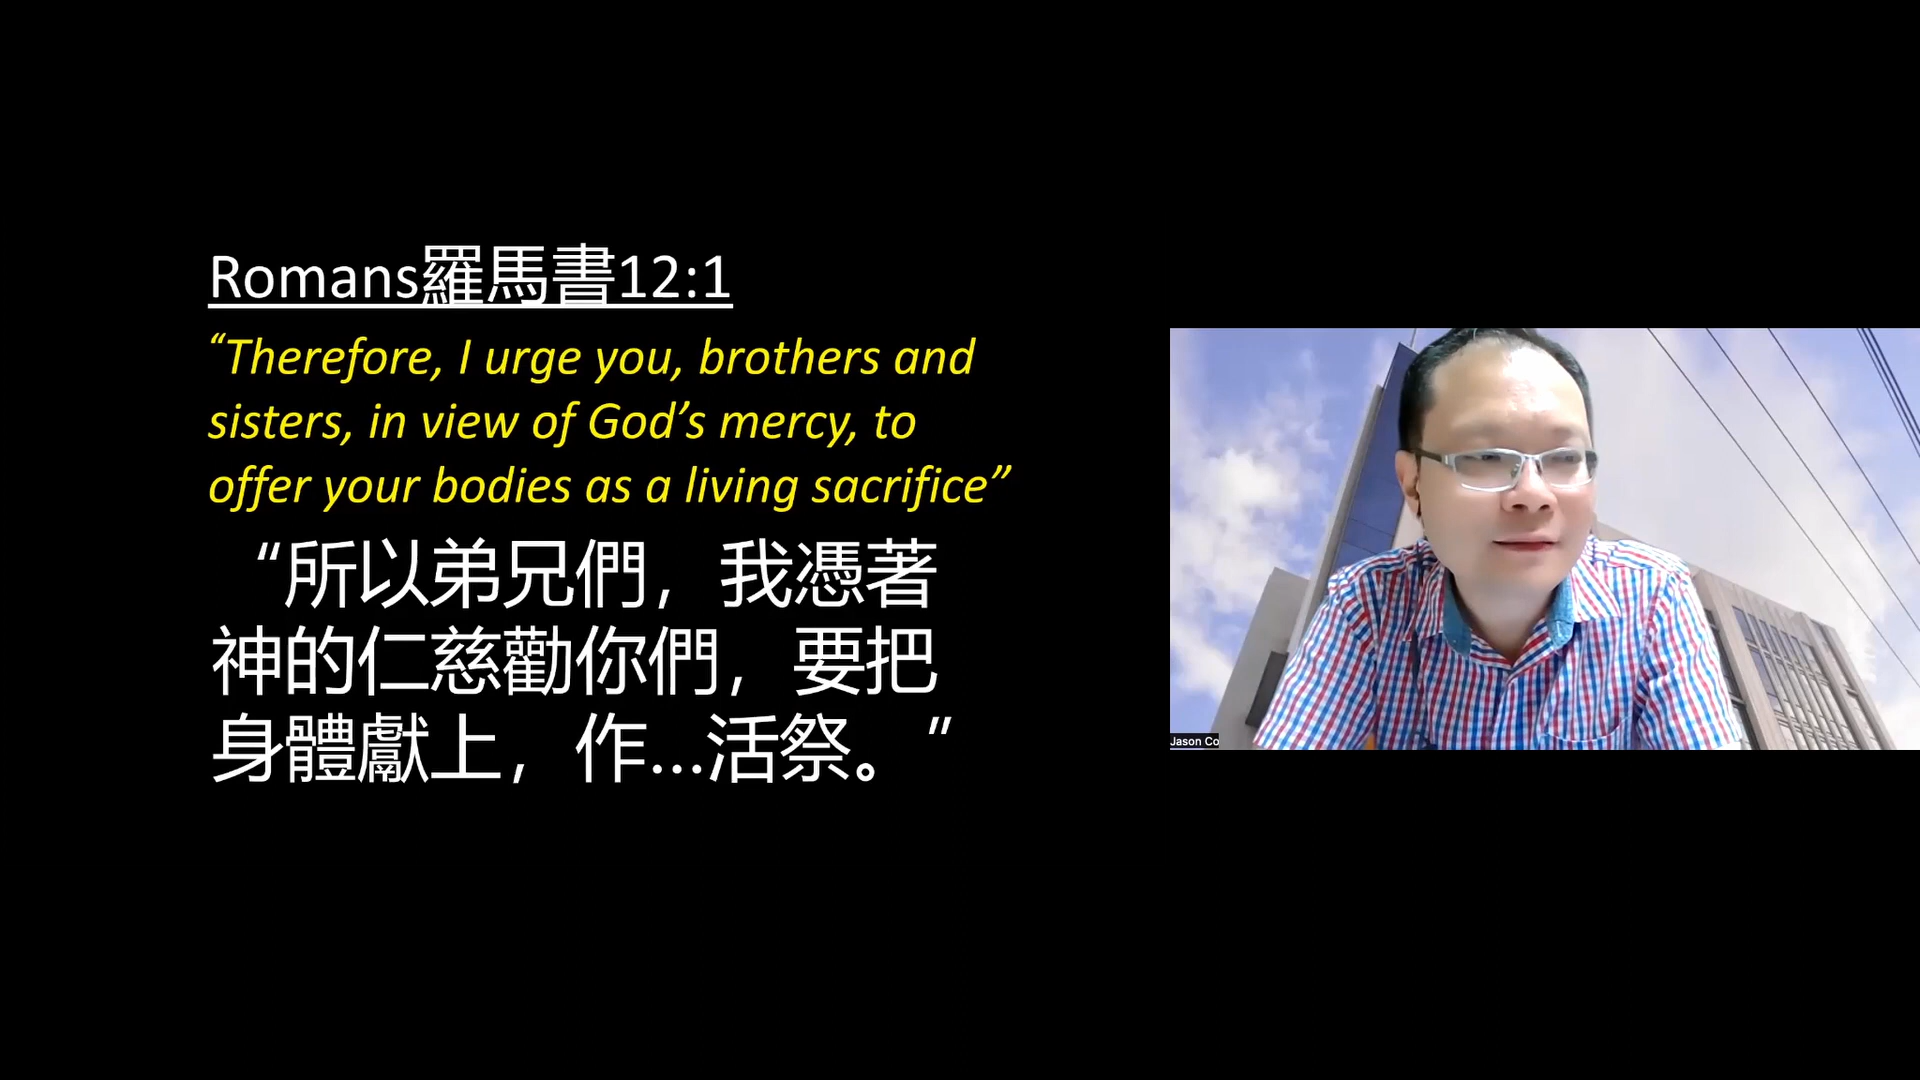 Romans羅馬書12:1
“Therefore, I urge you, brothers and
sisters, in view of God’s mercy, to
offer your bodies as a living sacrifice”
“所以弟兄們，我憑著
神的仁慈勸你們，要把
身體獻上，作…活祭。”
Jason Co